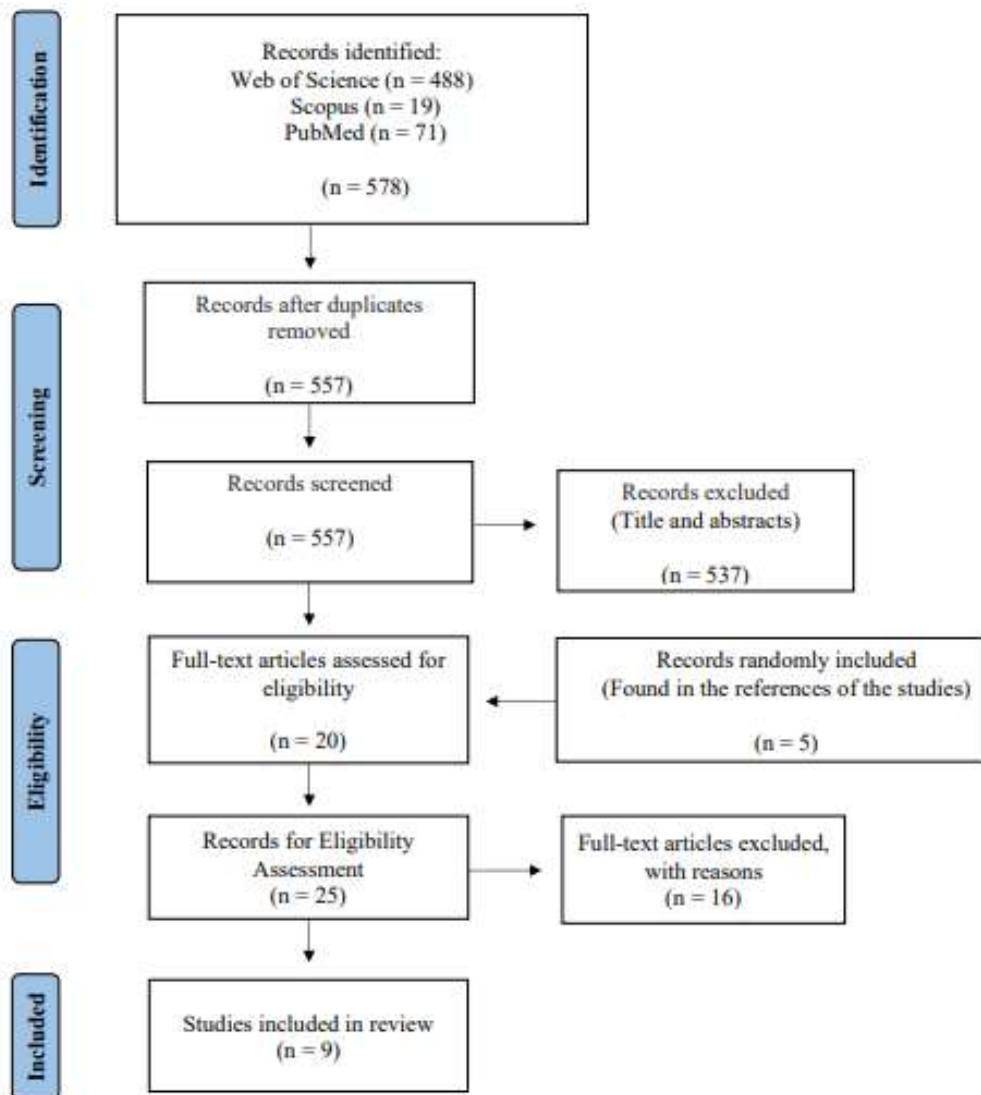 Identification
Records identified:
Web of Science (n = 488)
Scopus (n = 19)
PubMed (n = 71)
(n = 578)
Screening
Records after duplicates
removed
(n = 557)
Records screened
(n = 557)
Records excluded
(Title and abstracts)
(n = 537)
Eligibility
Full-text articles assessed for
eligibility
(n = 20)
Records randomly included
(Found in the references of the studies)
(n = 5)
Records for Eligibility
Assessment
(n = 25)
Full-text articles excluded,
with reasons
(n = 16)
Included
Studies included in review
(n = 9)